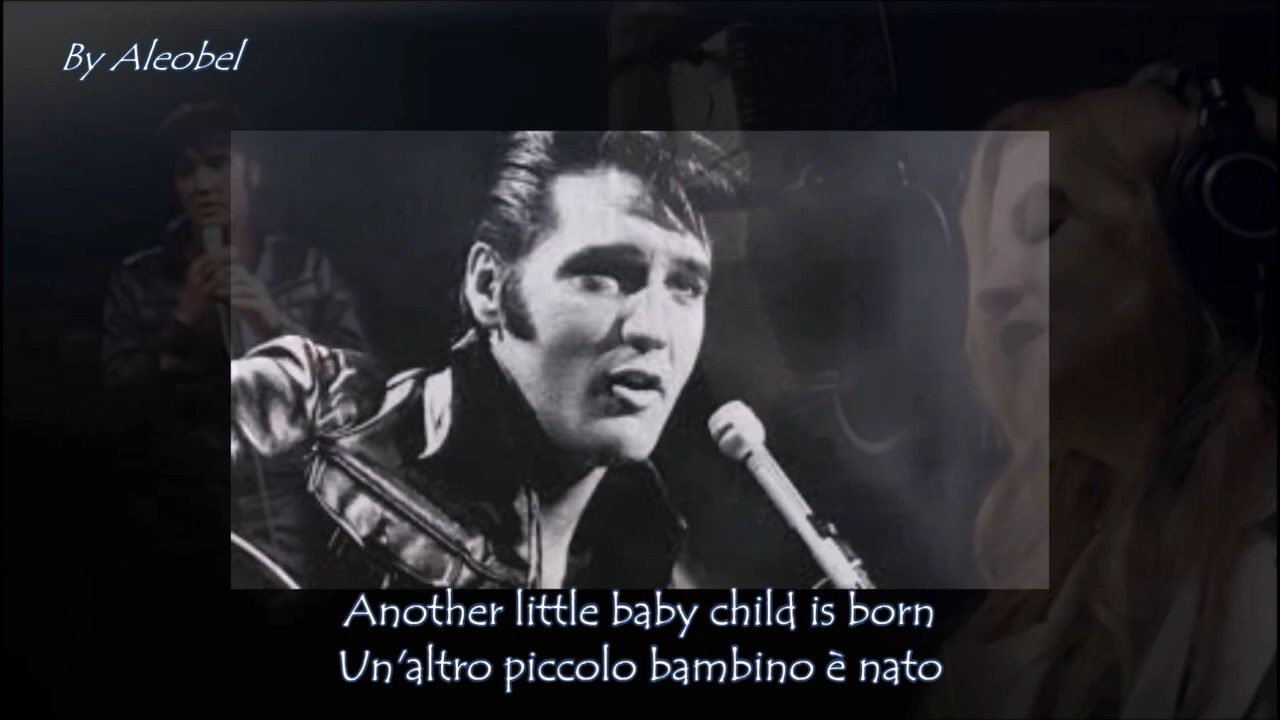 By Aleobel
Another little baby child is born
Un'altro piccolo bambino è nato